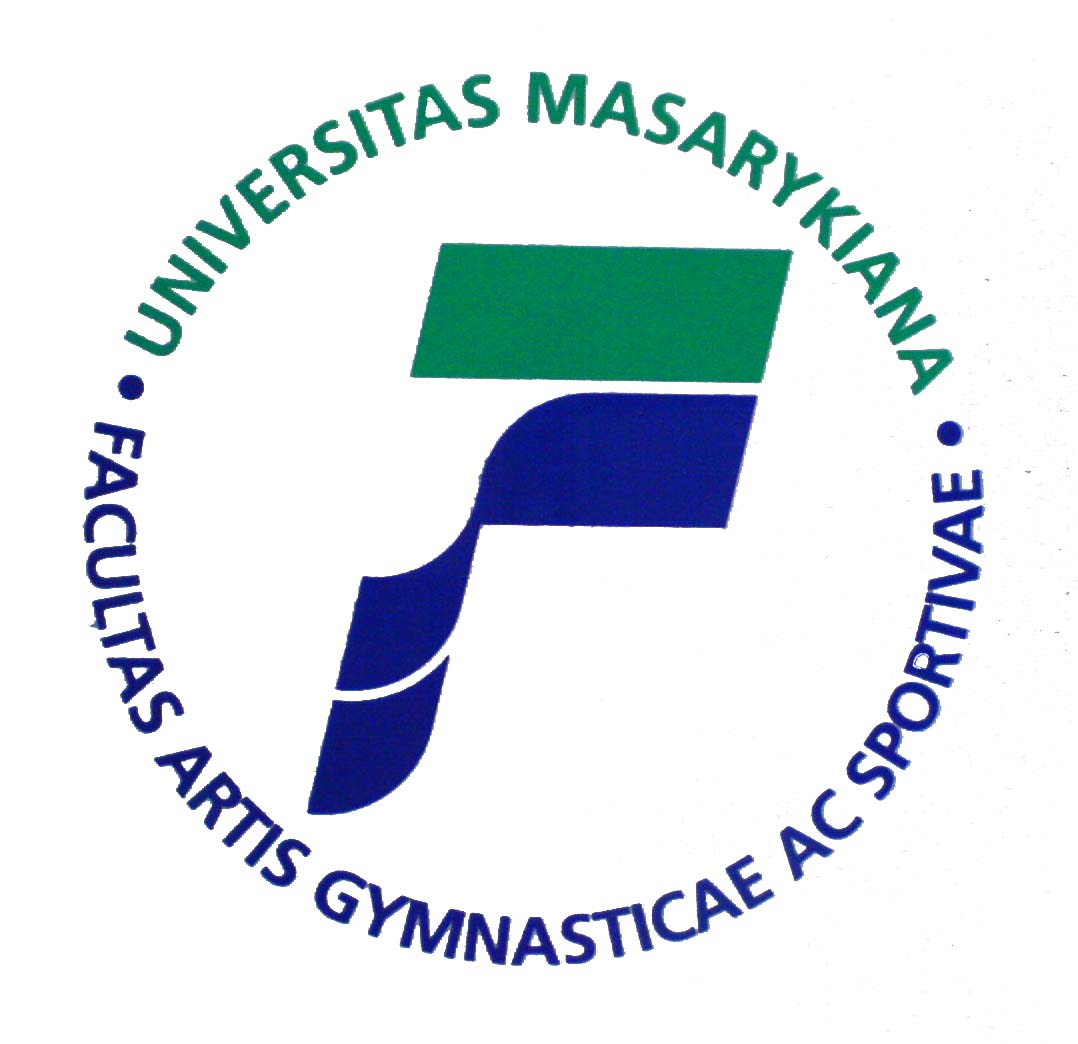 UNIVERSITAS MASARYKIANA
• FACULTAS ARTIS GYMNASTICAE AC SPORTIVAE •